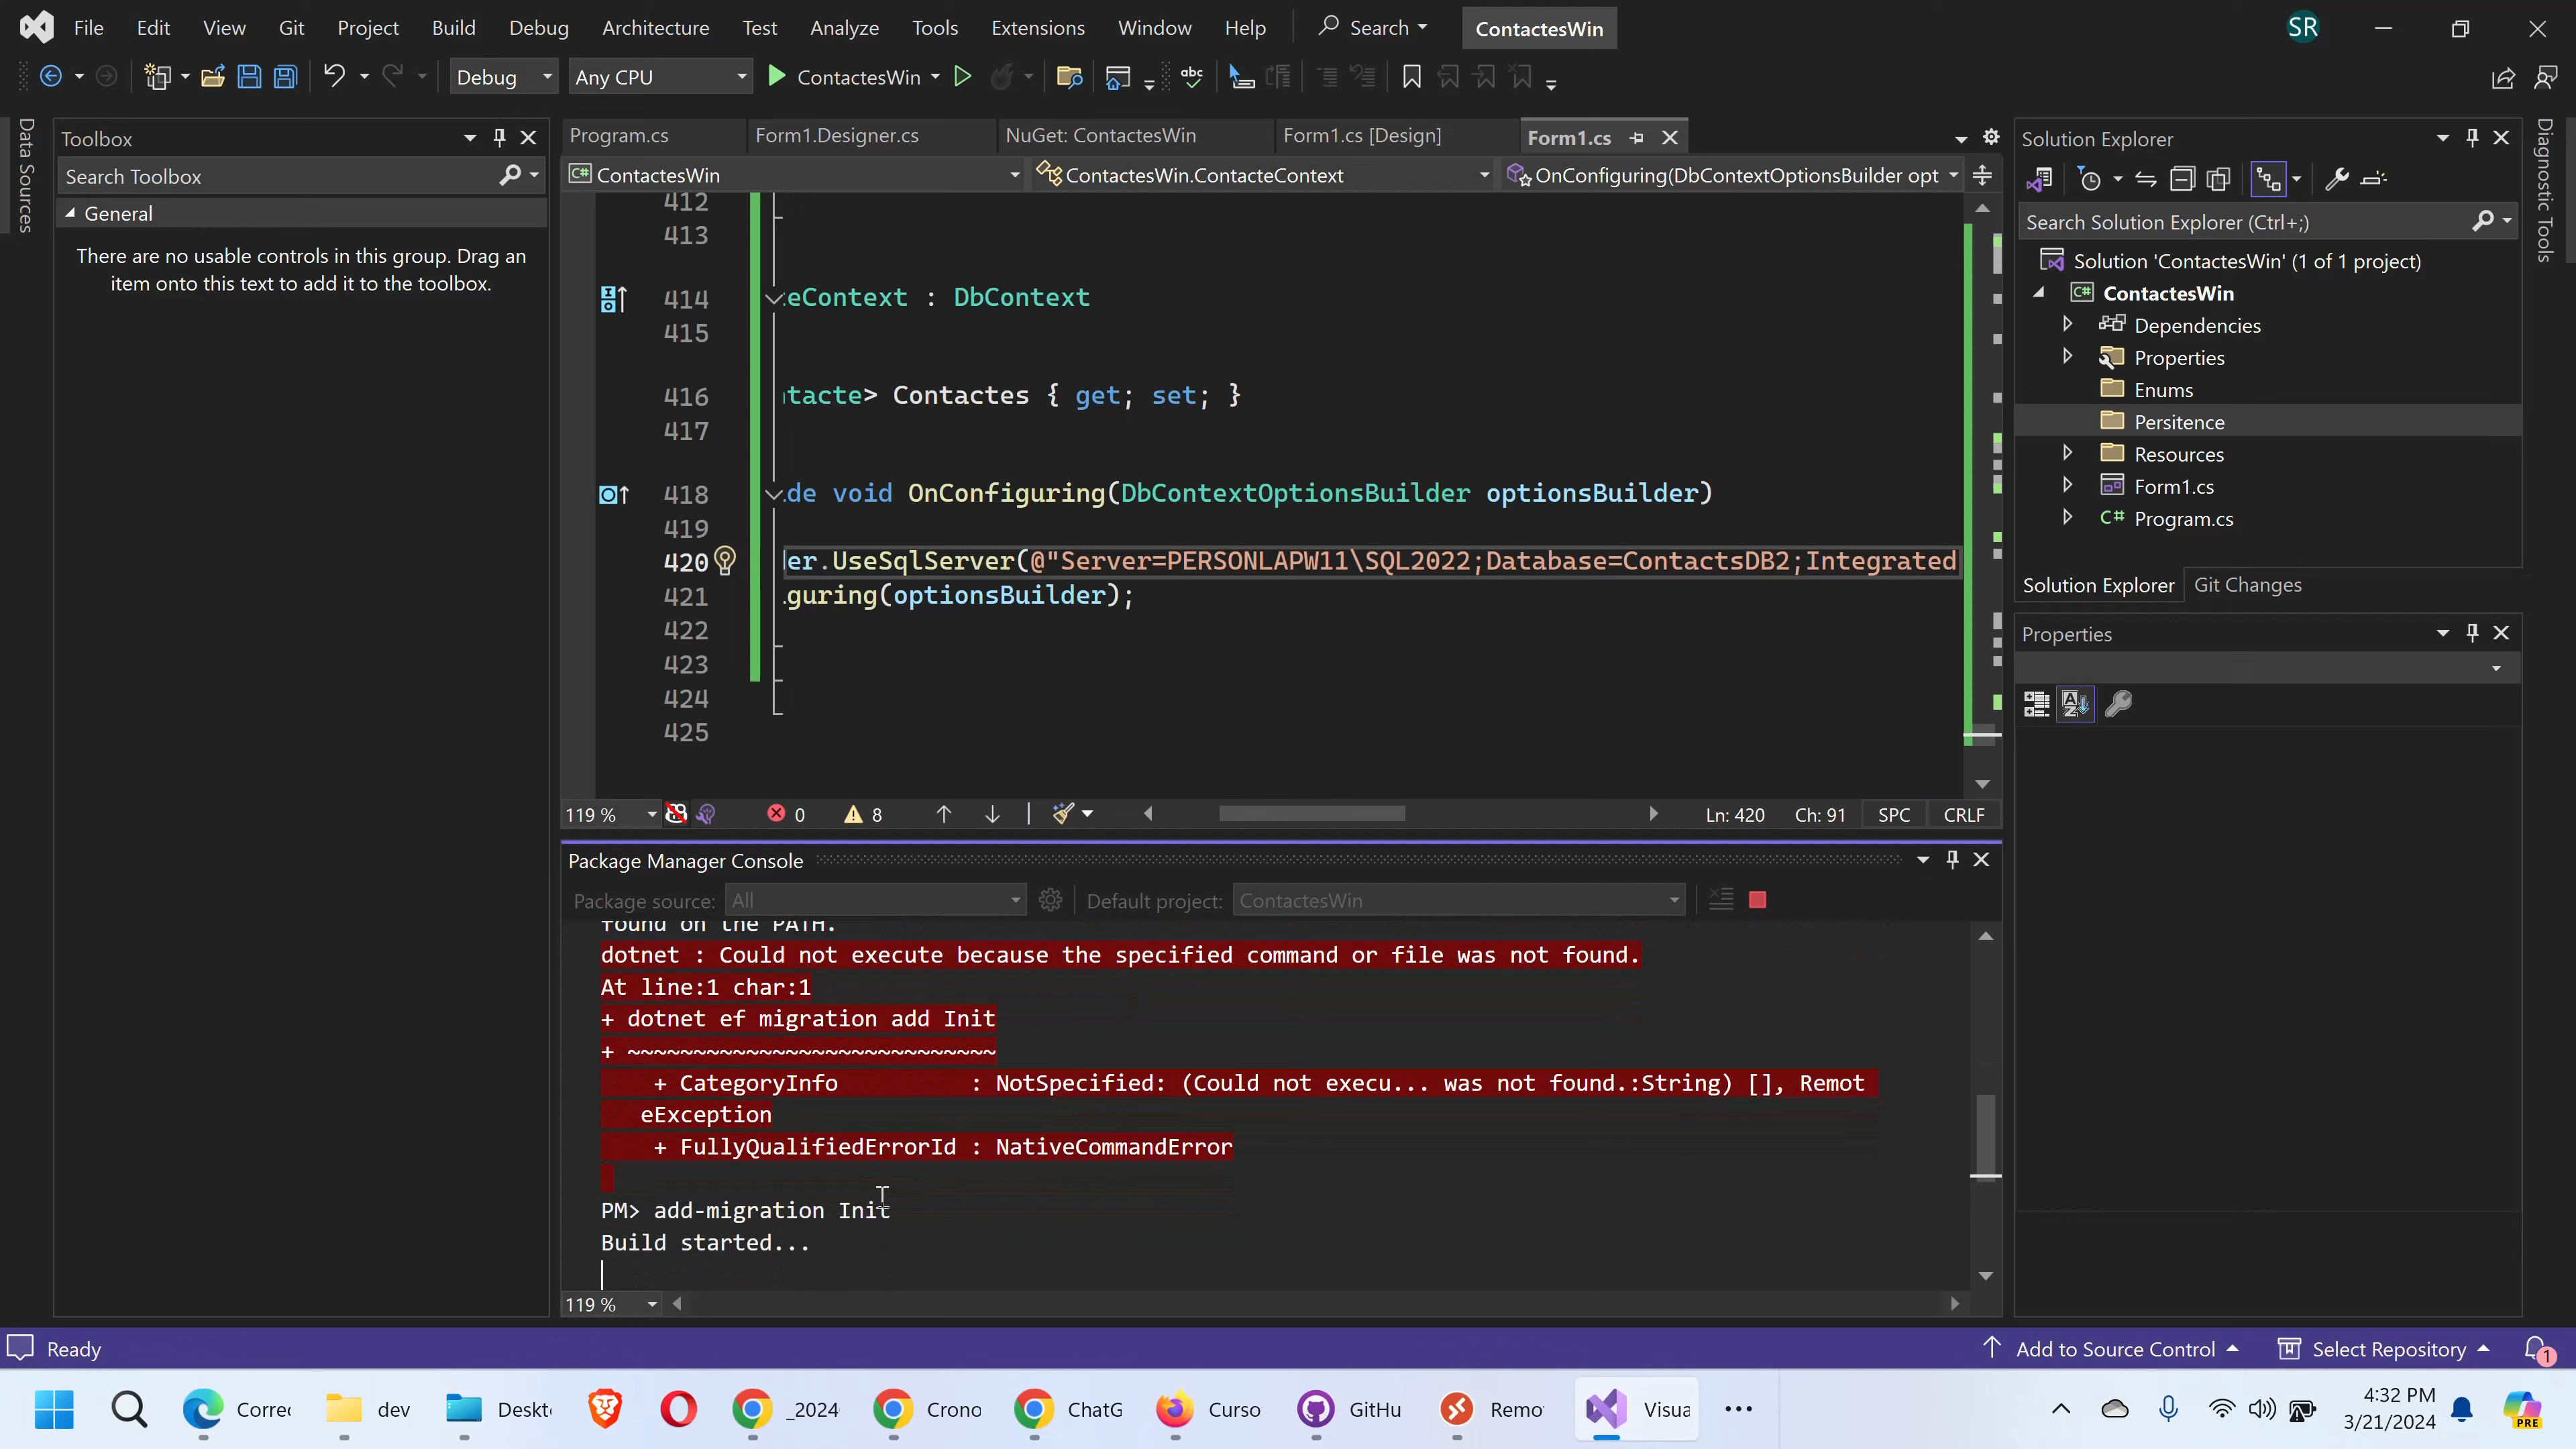 File Edit View Git Project Build Debug Architecture Test Analyze Tools Extensions Window Help Search ContactesWin SR
Debug Any CPU ContactesWin abc
Data Sources
Toolbox
Search Toolbox
General
There are no usable controls in this group. Drag an
item onto this text to add it to the toolbox.
Program.cs Form1.Designer.cs NuGet: ContactesWin Form1.cs [Design] Form1.cs
ContactesWin ContactesWin.ContacteContext OnConfiguring(DbContextOptionsBuilder opt
412
413
414 eContext : DbContext
415
416 tacte> Contactes { get; set; }
417
418 de void OnConfiguring(DbContextOptionsBuilder optionsBuilder)
419
420 er.UseSqlServer(@"Server=PERSONLAPW11\SQL2022;Database=ContactsDB2;Integrated
421 guring(optionsBuilder);
422
423
424
425
119 % 0 8 Ln: 420 Ch: 91 SPC CRLF
Package Manager Console
Package source: All Default project: ContactesWin
found on the PATH.
dotnet : Could not execute because the specified command or file was not found.
At line:1 char:1
+ dotnet ef migration add Init
+ ~~~~~~~~~~~~~~~~~~~~~~~~~~~~
+ CategoryInfo : NotSpecified: (Could not execu... was not found.:String) [], Remot
eException
+ FullyQualifiedErrorId : NativeCommandError
PM> add-migration Init
Build started...
119 %
Solution Explorer
Search Solution Explorer (Ctrl+;)
Solution 'ContactesWin' (1 of 1 project)
C# ContactesWin
Dependencies
Properties
Enums
Persitence
Resources
Form1.cs
C# Program.cs
Solution Explorer Git Changes
Properties
Diagnostic Tools
Ready Add to Source Control Select Repository 1
Correc dev Deskto _2024 Crono ChatG Curso GitHu Remo Visua 4:32 PM
3/21/2024 PRE